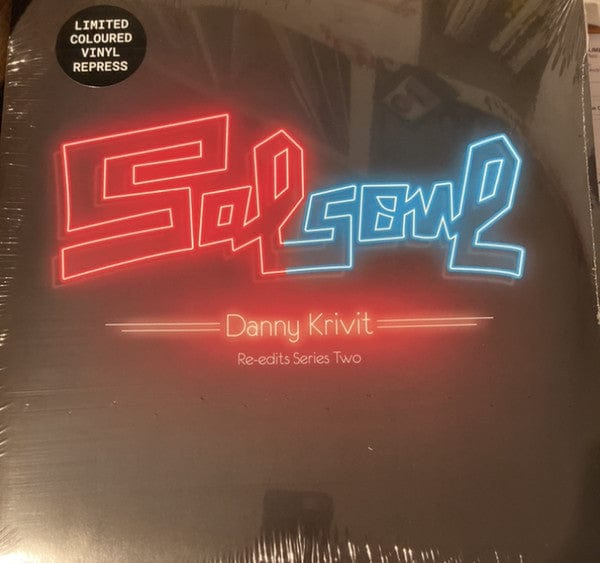 LIMITED
COLOURED
VINYL
REPRESS
Salsoul
Danny Krivit
Re-edits Series Two